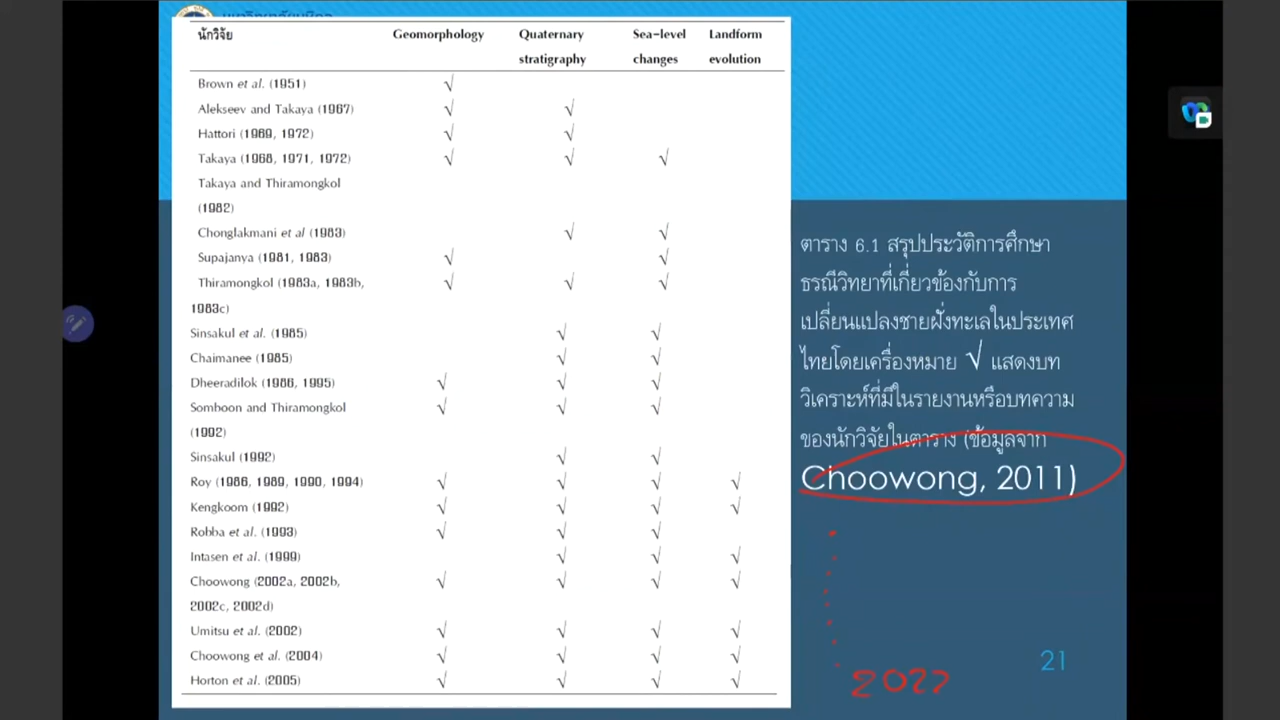 นักวิจัย Geomorphology Quaternary Sea-level Landform
stratigraphy changes evolution
Brown et al. (1951) √
Alekseev and Takaya (1967) √ √
Hattori (1969, 1972) √ √
Takaya (1968, 1971, 1972) √ √ √
Takaya and Thiramongkol
(1982)
Chonglakmani et al (1983) √ √
Supajanya (1981, 1983) √ √
Thiramongkol (1983a, 1983b, √ √ √
1983c)
Sinsakul et al. (1985) √ √
Chaimanee (1985) √ √
Dheeradilok (1986, 1995) √ √ √
Somboon and Thiramongkol √ √ √
(1992)
Sinsakul (1992) √ √
Roy (1986, 1989, 1990, 1994) √ √ √ √
Kengkoom (1992) √ √ √ √
Robba et al. (1993) √ √ √
Intasen et al. (1999) √ √ √
Choowong (2002a, 2002b, √ √ √ √
2002c, 2002d)
Umitsu et al. (2002) √ √ √ √
Choowong et al. (2004) √ √ √ √
Horton et al. (2005) √ √ √ √
ตาราง 6.1 สรุปประวัติการศึกษา
ธรณีวิทยาที่เกี่ยวข้องกับการ
เปลี่ยนแปลงชายฝั่งทะเลในประเทศ
ไทยโดยเครื่องหมาย √ แสดงบท
วิเคราะห์ที่มีในรายงานหรือบทความ
ของนักวิจัยในตาราง (ข้อมูลจาก
Choowong, 2011)
21